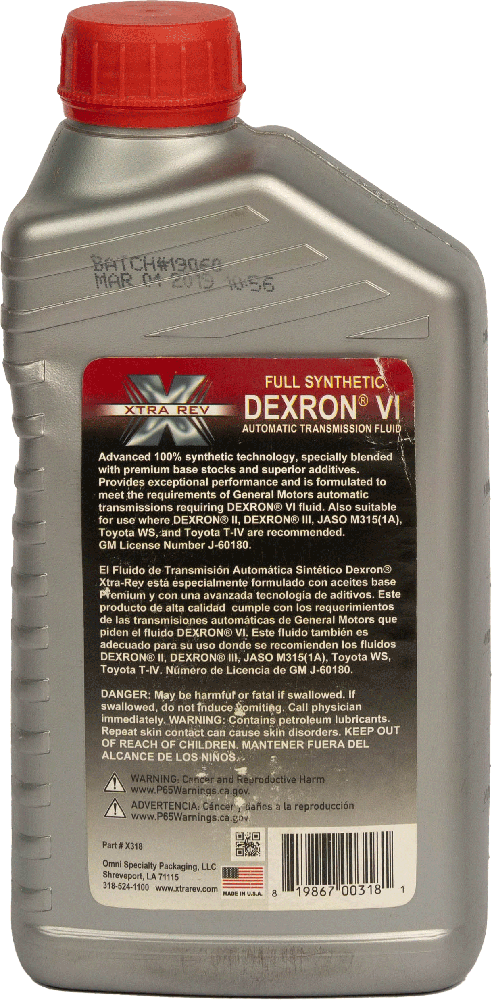 BATCH#19060
MAR 01 2019 10:56
XTRA REV
FULL SYNTHETIC
DEXRON® VI
AUTOMATIC TRANSMISSION FLUID
Advanced 100% synthetic technology, specially blended
with premium base stocks and superior additives.
Provides exceptional performance and is formulated to
meet the requirements of General Motors automatic
transmissions requiring DEXRON® VI fluid. Also suitable
for use where DEXRON® II, DEXRON® III, JASO M315(1A),
Toyota WS, and Toyota T-IV are recommended.
GM License Number J-60180.
El Fluido de Transmisión Automática Sintético Dexron®
Xtra-Rev está especialmente formulado con aceites base
Premium y con una avanzada tecnología de aditivos. Este
producto de alta calidad cumple con los requerimientos
de las transmisiones automáticas de General Motors que
piden el fluido DEXRON® VI. Este fluido también es
adecuado para su uso donde se recomienden los fluidos
DEXRON® II, DEXRON® III, JASO M315(1A), Toyota WS,
Toyota T-IV. Número de Licencia de GM J-60180.
DANGER: May be harmful or fatal if swallowed. If
swallowed, do not induce vomiting. Call physician
immediately. WARNING: Contains petroleum lubricants.
Repeat skin contact can cause skin disorders. KEEP OUT
OF REACH OF CHILDREN. MANTENER FUERA DEL
ALCANCE DE LOS NIÑOS.
WARNING: Cancer and Reproductive Harm
www.P65Warnings.ca.gov
ADVERTENCIA: Cáncer y daños a la reproducción
www.P65Warnings.ca.gov.
Part # X318
Omni Specialty Packaging, LLC
Shreveport, LA 71115
318-524-1100 www.xtrarev.com
MADE IN U.S.A.
8 19867 00318 1